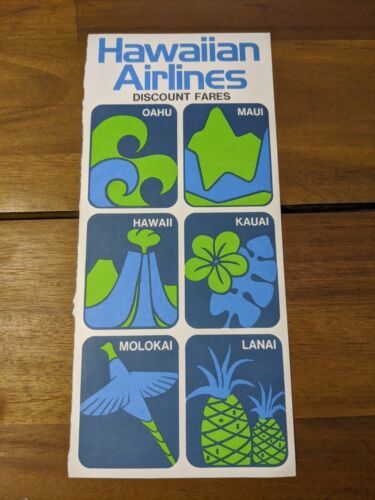 Hawaiian
Airlines
DISCOUNT FARES
OAHU
MAUI
HAWAII
KAUAI
MOLOKAI
LANAI